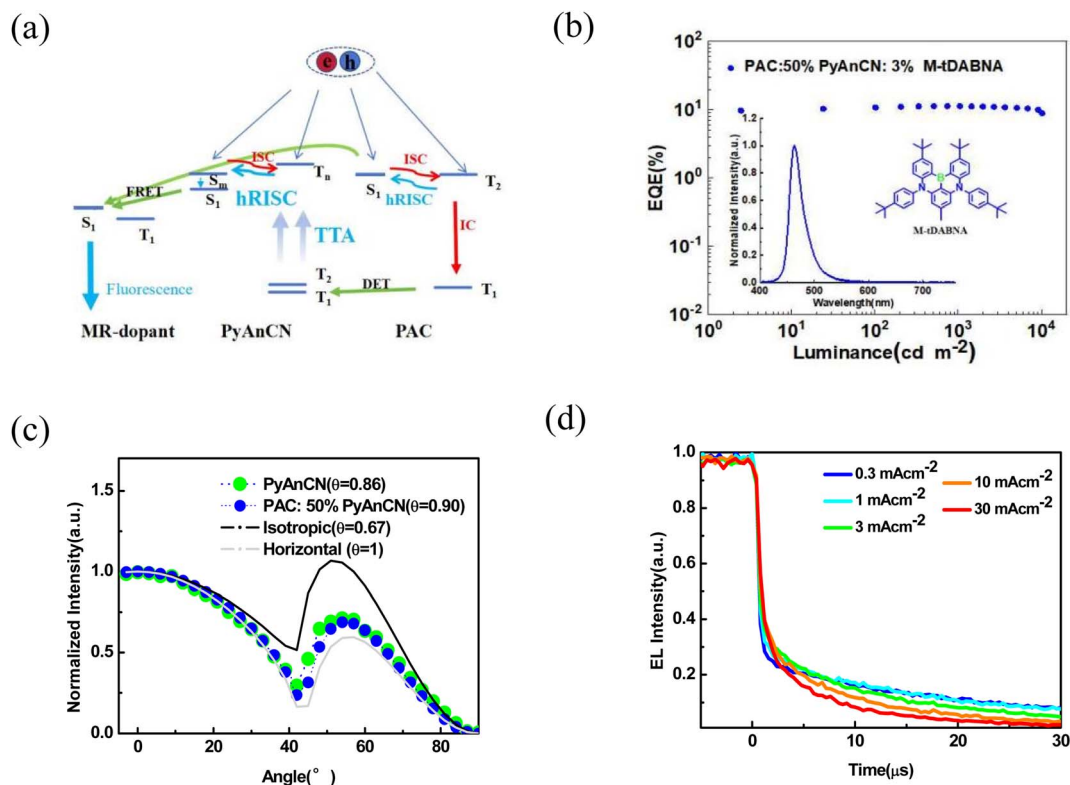 (a)
e h
ISC
Tn
ISC
Sm
S1
T2
FRET
S1
hRISC
hRISC
S1
T1
TTA
IC
Fluorescence
T2
T1
DET
T1
MR-dopant PyAnCN PAC
(b)
10^2
PAC:50% PyAnCN: 3% M-tDABNA
10^1
10^0
10^-1
10^-2
EQE(%)
1.2
1.0
0.8
0.6
0.4
0.2
0.0
Normalized Intensity(a.u.)
400 500 600 700
Wavelength(nm)
B
N N
M-tDABNA
10^0 10^1 10^2 10^3 10^4
Luminance(cd m^-2)
(c)
1.5
1.0
0.5
0.0
Normalized Intensity(a.u.)
PyAnCN(θ=0.86)
PAC: 50% PyAnCN(θ=0.90)
Isotropic(θ=0.67)
Horizontal (θ=1)
0 20 40 60 80
Angle(°)
(d)
1.0
0.8
0.6
0.4
0.2
EL Intensity(a.u.)
0.3 mAcm^-2
1 mAcm^-2
3 mAcm^-2
10 mAcm^-2
30 mAcm^-2
0 10 20 30
Time(μs)